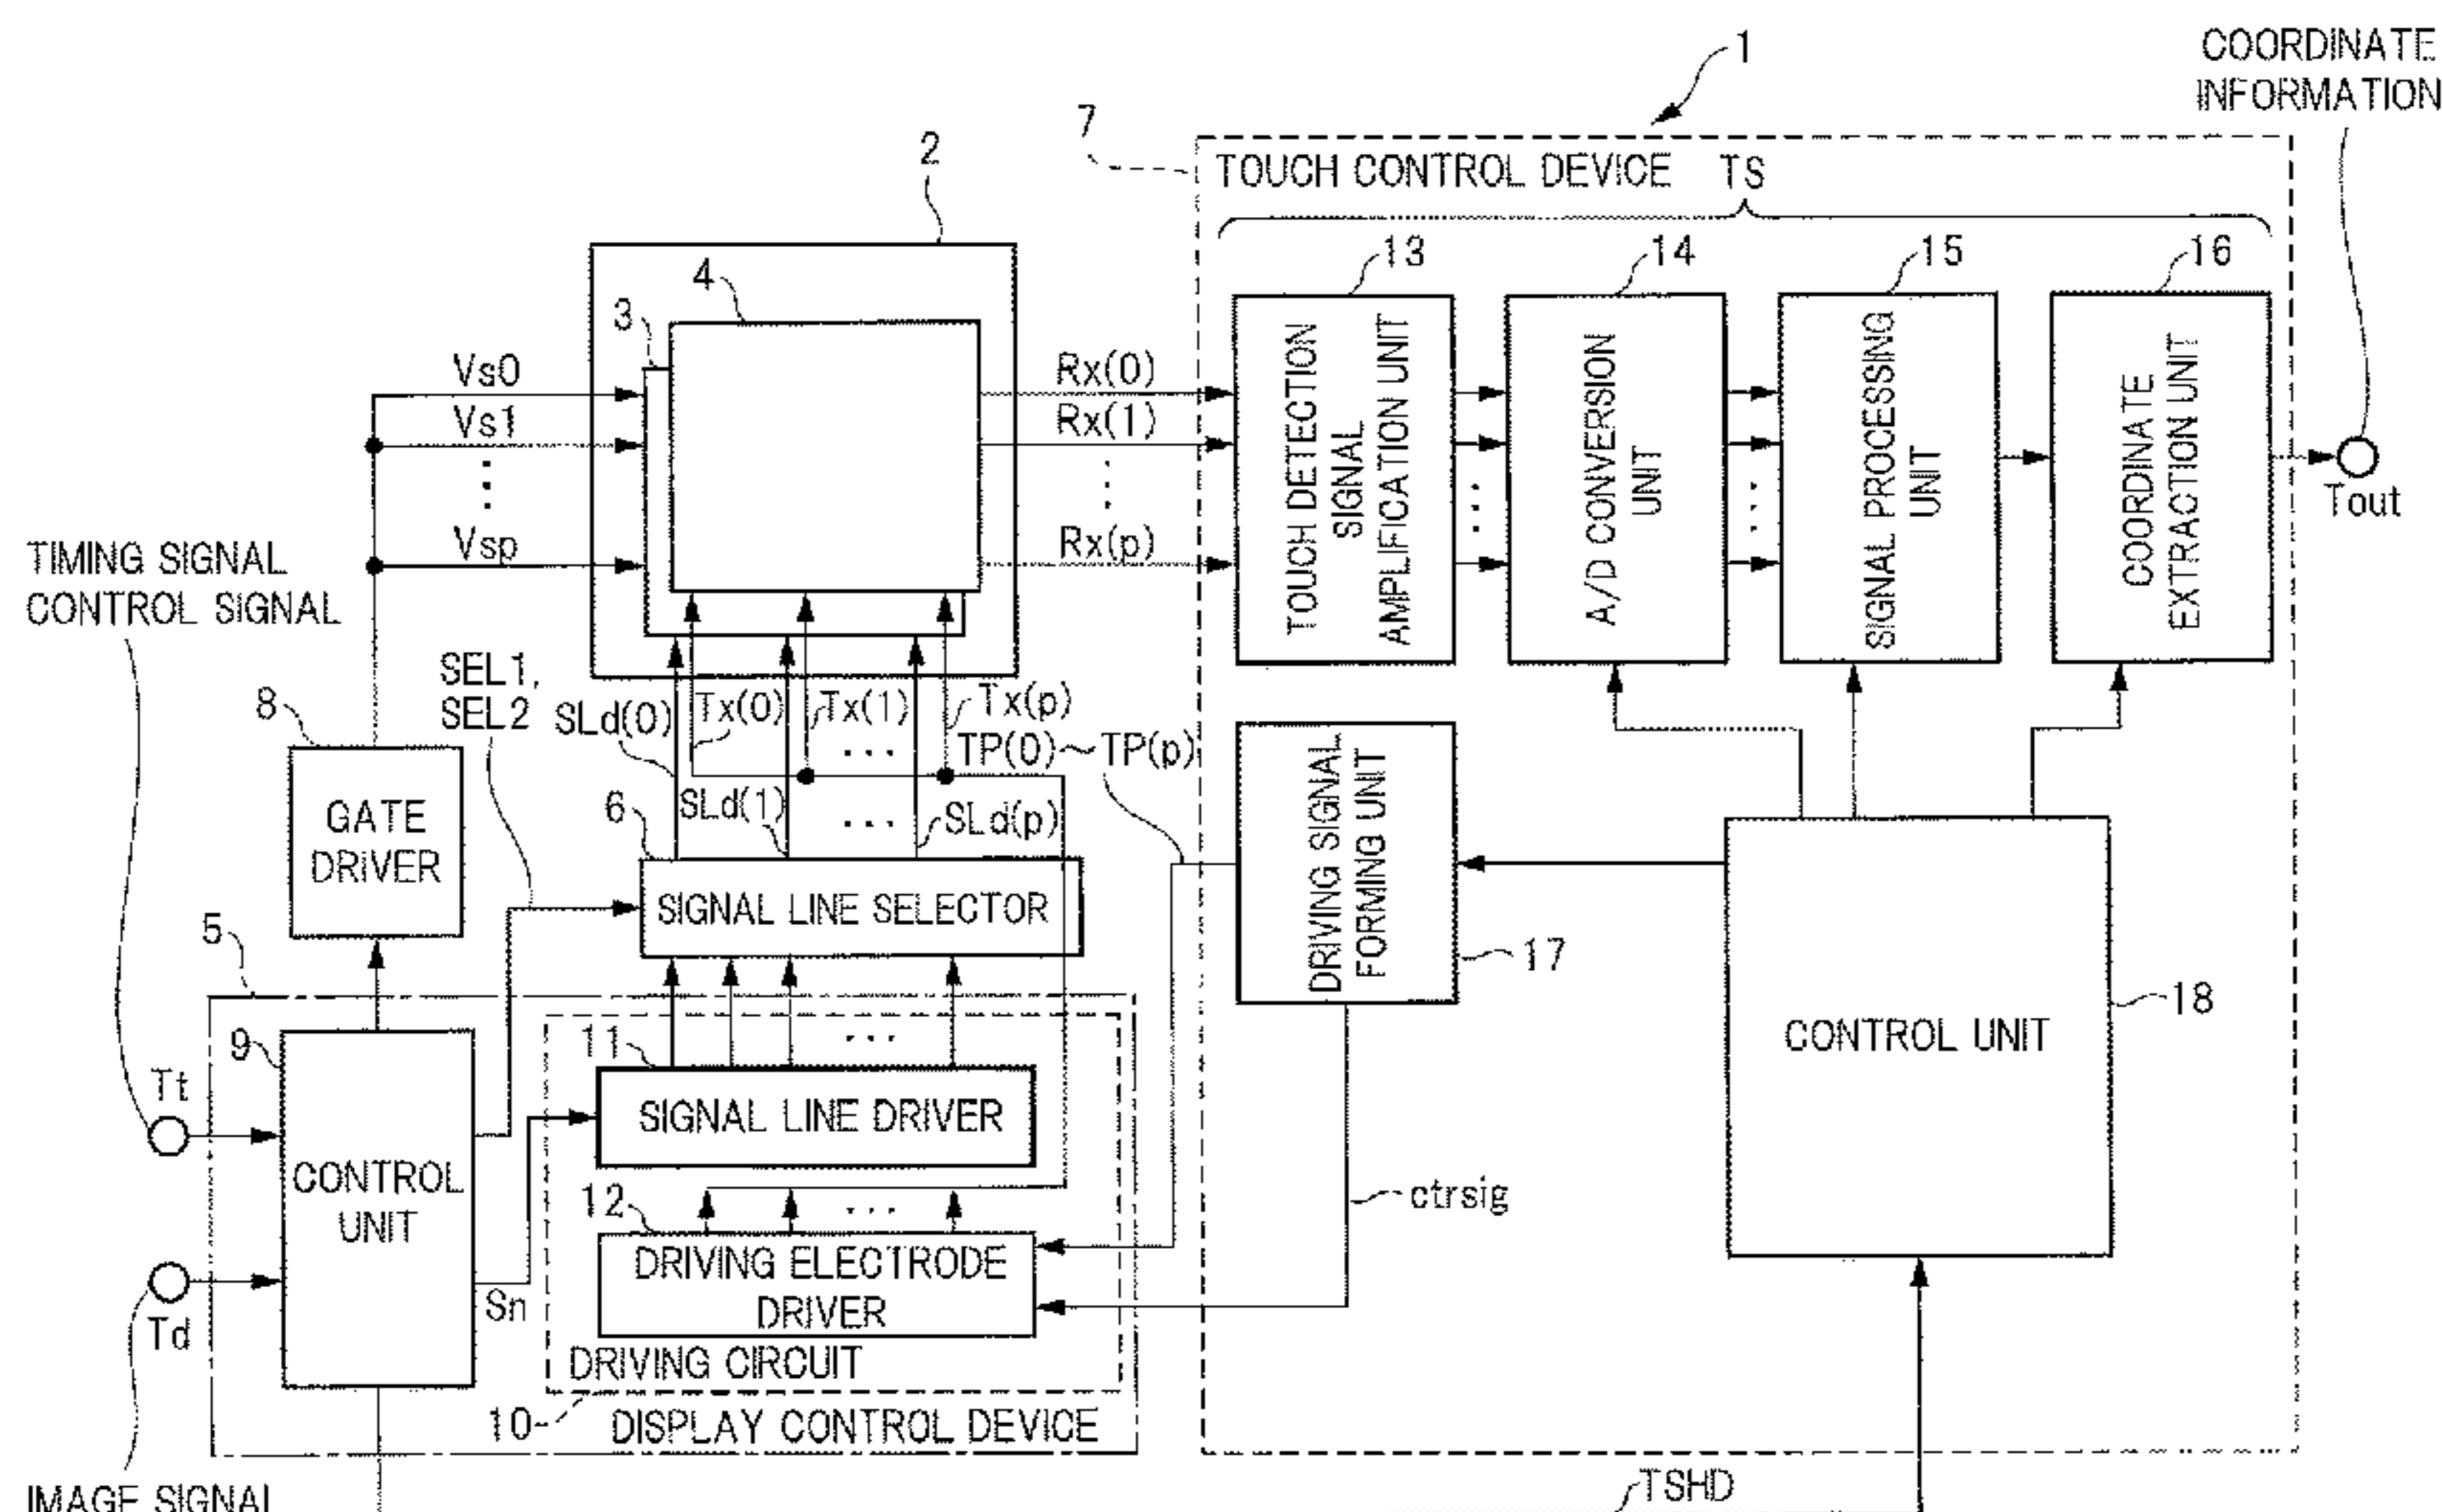 1
COORDINATE
INFORMATION
7
TOUCH CONTROL DEVICE TS
2
13
14
15
16
4
3
Vs0
Vs1
Vsp
Rx(0)
Rx(1)
Rx(p)
TOUCH DETECTION
SIGNAL
AMPLIFICATION UNIT
A/D CONVERSION
UNIT
SIGNAL PROCESSING
UNIT
COORDINATE
EXTRACTION UNIT
Tout
TIMING SIGNAL
CONTROL SIGNAL
SEL1,
SEL2
SLd(0)
Tx(0)
Tx(1)
Tx(p)
...
TP(0)~TP(p)
8
GATE
DRIVER
6
SLd(1)
...
SLd(p)
SIGNAL LINE SELECTOR
DRIVING SIGNAL
FORMING UNIT
17
CONTROL UNIT
18
5
9
Tt
CONTROL
UNIT
Td
Sn
11
...
SIGNAL LINE DRIVER
12
...
DRIVING ELECTRODE
DRIVER
ctrsig
DRIVING CIRCUIT
10
DISPLAY CONTROL DEVICE
IMAGE SIGNAL
TSHD